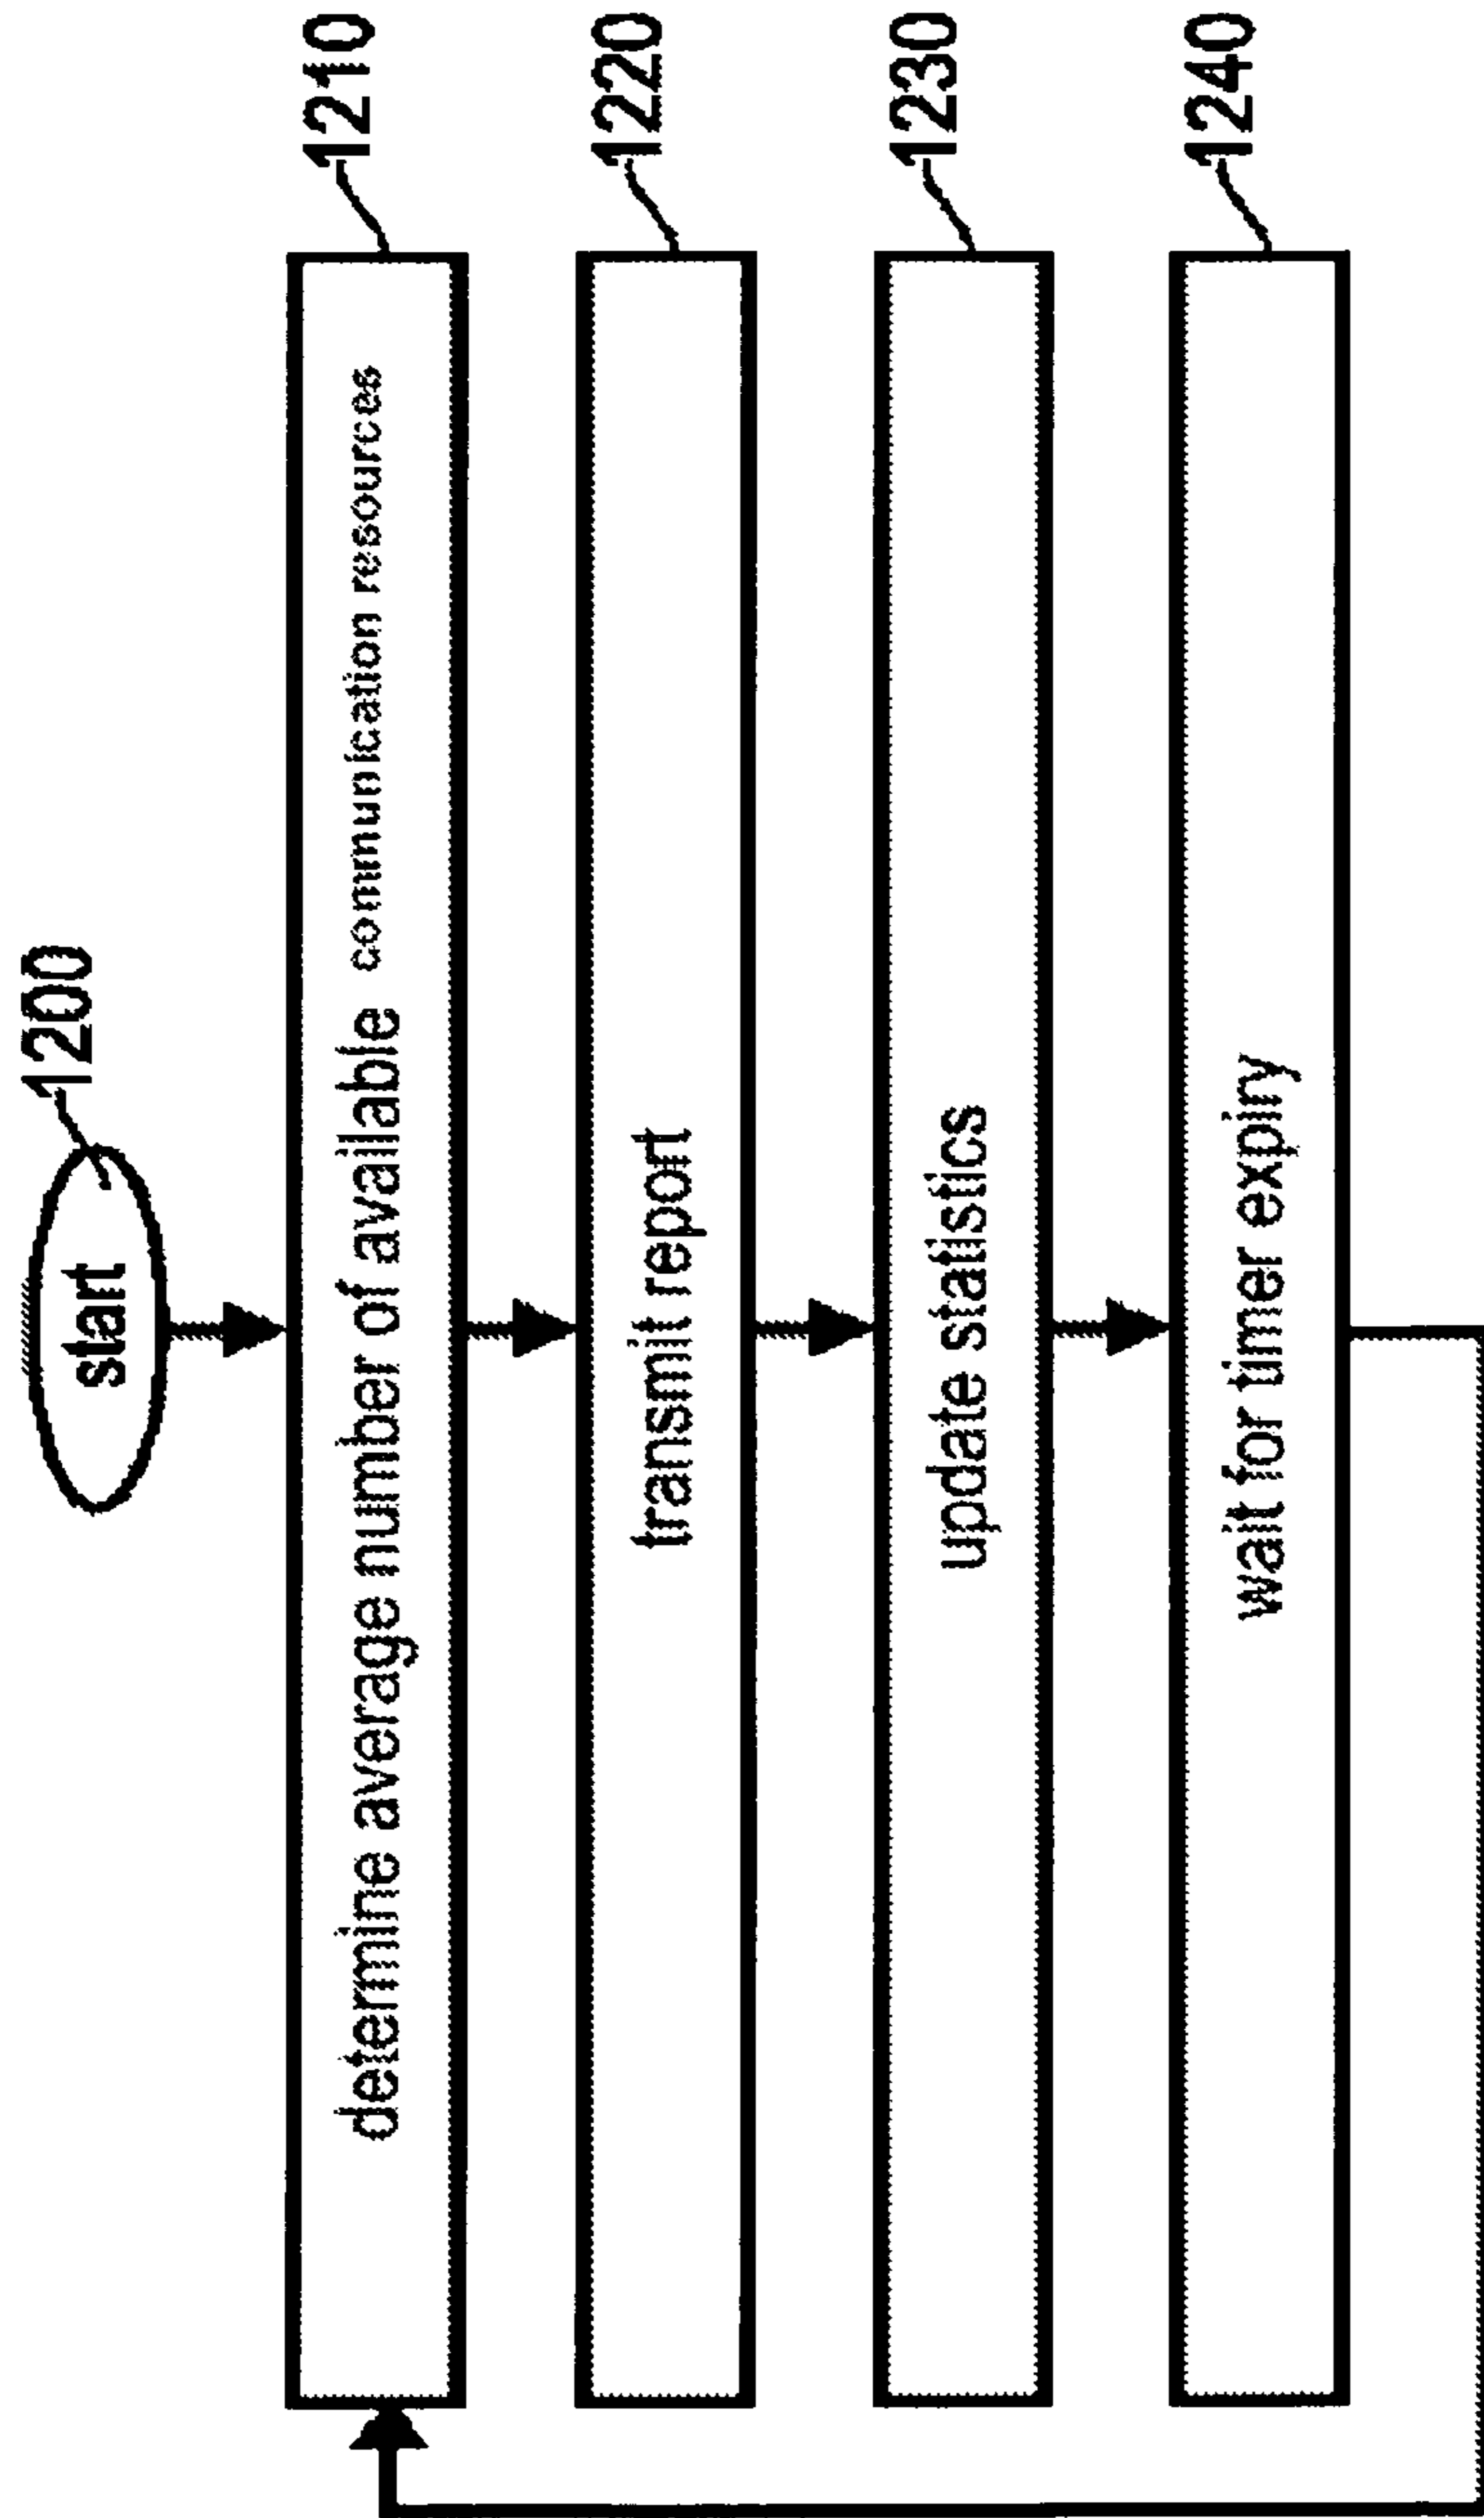 start
1200
determine average number of available communication resources
1210
transmit report
1220
update statistics
1230
wait for timer expiry
1240